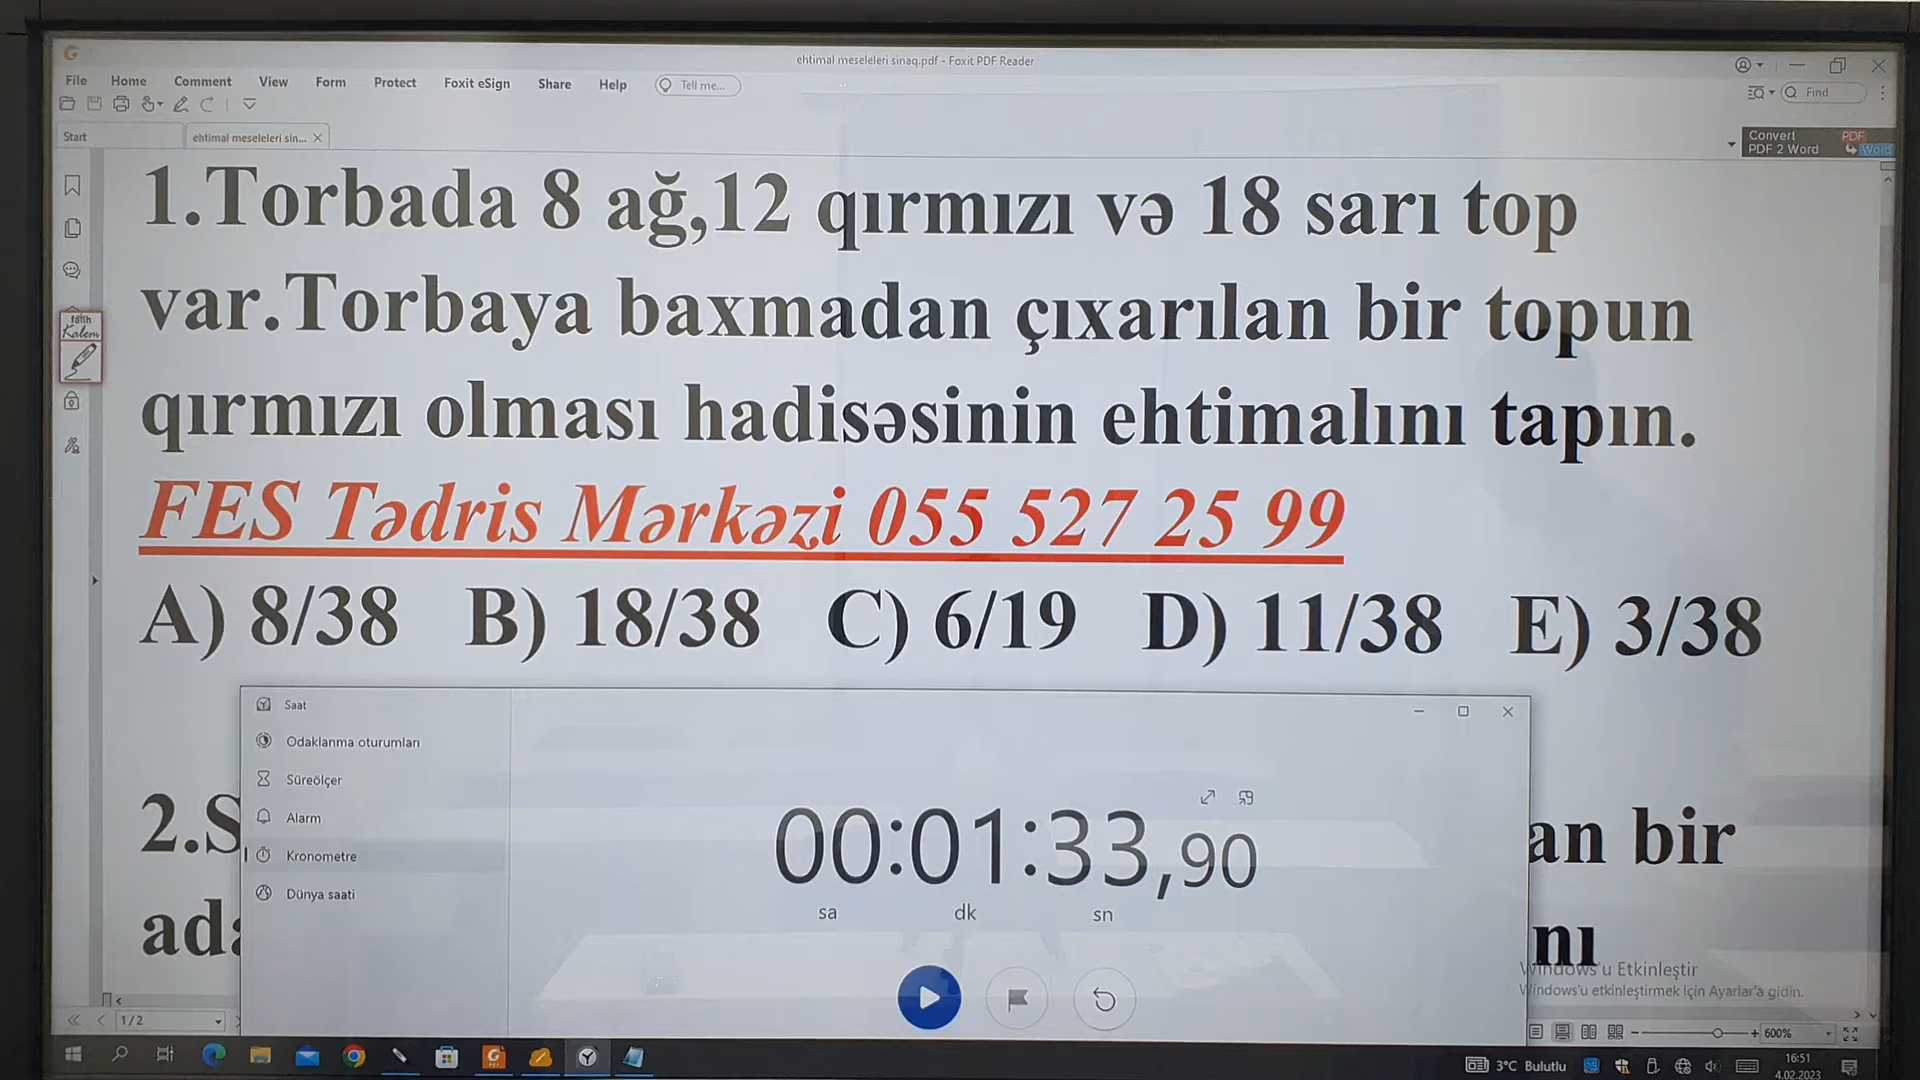 ehtimal meseleleri sinaq.pdf - Foxit PDF Reader
File Home Comment View Form Protect Foxit eSign Share Help Tell me...
Find
Start ehtimal meseleleri sin...
Convert PDF
PDF 2 Word Word
1.Torbada 8 ağ,12 qırmızı və 18 sarı top
var.Torbaya baxmadan çıxarılan bir topun
qırmızı olması hadisəsinin ehtimalını tapın.
FES Tədris Mərkəzi 055 527 25 99
A) 8/38 B) 18/38 C) 6/19 D) 11/38 E) 3/38
fatih
Kalem
Saat
Odaklanma oturumları
Süreölçer
Alarm
Kronometre
Dünya saati
00:01:33,90
sa dk sn
2.S
an bir
nı
Windows'u Etkinleştir
Windows'u etkinleştirmek için Ayarlar'a gidin.
1/2
600%
3°C Bulutlu
16:51
4.02.2023